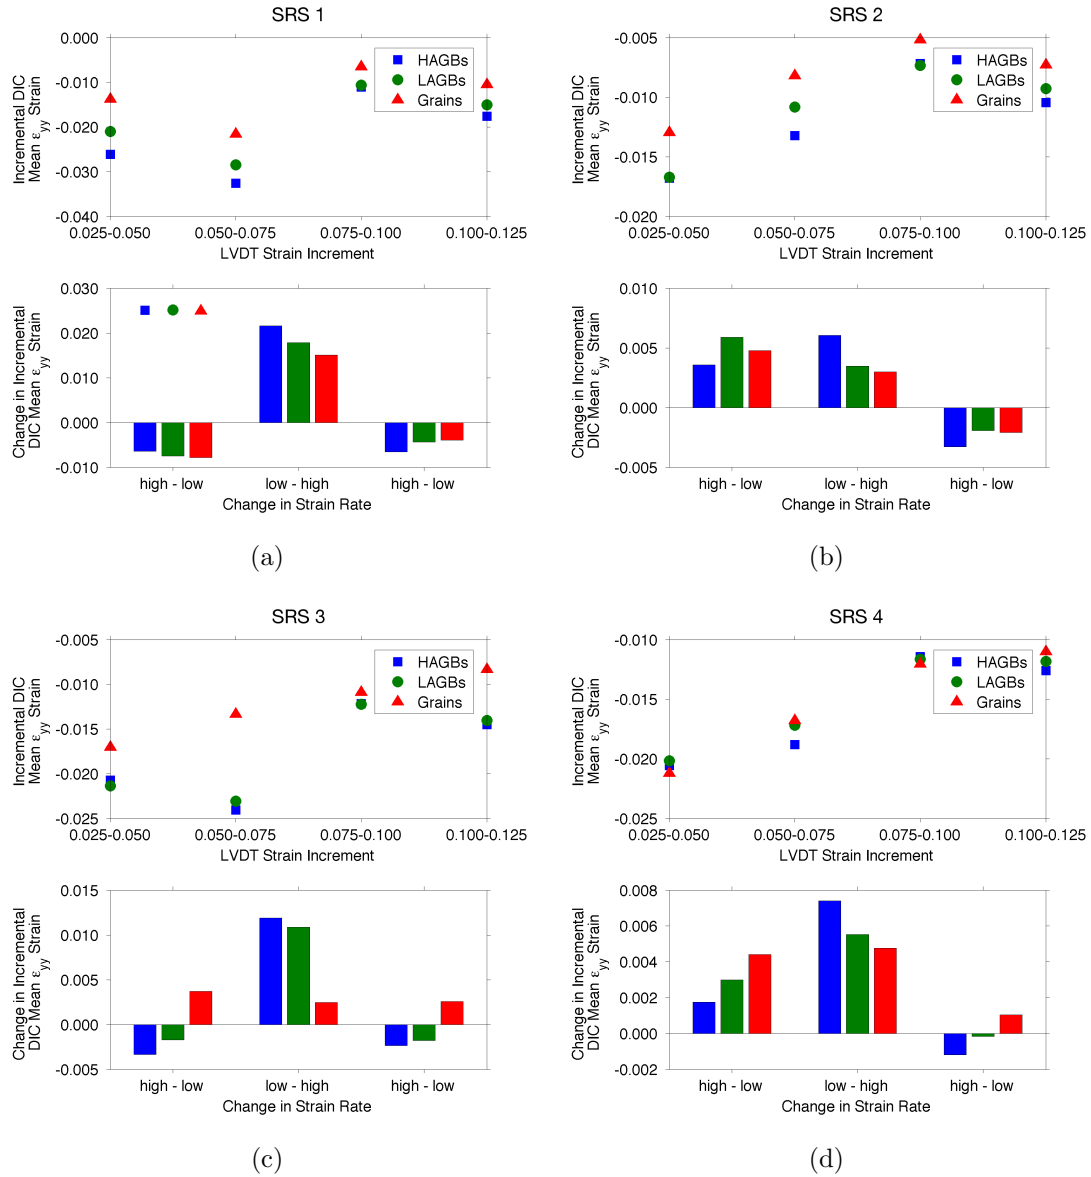 SRS 1
0.000
-0.010
-0.020
-0.030
-0.040
Incremental DIC
Mean ε_yy Strain
HAGBs
LAGBs
Grains
0.025-0.050 0.050-0.075 0.075-0.100 0.100-0.125
LVDT Strain Increment
0.030
0.020
0.010
0.000
-0.010
Change in Incremental
DIC Mean ε_yy Strain
high - low low - high high - low
Change in Strain Rate
(a)
SRS 2
-0.005
-0.010
-0.015
-0.020
Incremental DIC
Mean ε_yy Strain
HAGBs
LAGBs
Grains
0.025-0.050 0.050-0.075 0.075-0.100 0.100-0.125
LVDT Strain Increment
0.010
0.005
0.000
-0.005
Change in Incremental
DIC Mean ε_yy Strain
high - low low - high high - low
Change in Strain Rate
(b)
SRS 3
-0.005
-0.010
-0.015
-0.020
-0.025
Incremental DIC
Mean ε_yy Strain
HAGBs
LAGBs
Grains
0.025-0.050 0.050-0.075 0.075-0.100 0.100-0.125
LVDT Strain Increment
0.015
0.010
0.005
0.000
-0.005
Change in Incremental
DIC Mean ε_yy Strain
high - low low - high high - low
Change in Strain Rate
(c)
SRS 4
-0.010
-0.015
-0.020
-0.025
Incremental DIC
Mean ε_yy Strain
HAGBs
LAGBs
Grains
0.025-0.050 0.050-0.075 0.075-0.100 0.100-0.125
LVDT Strain Increment
0.008
0.006
0.004
0.002
0.000
-0.002
Change in Incremental
DIC Mean ε_yy Strain
high - low low - high high - low
Change in Strain Rate
(d)